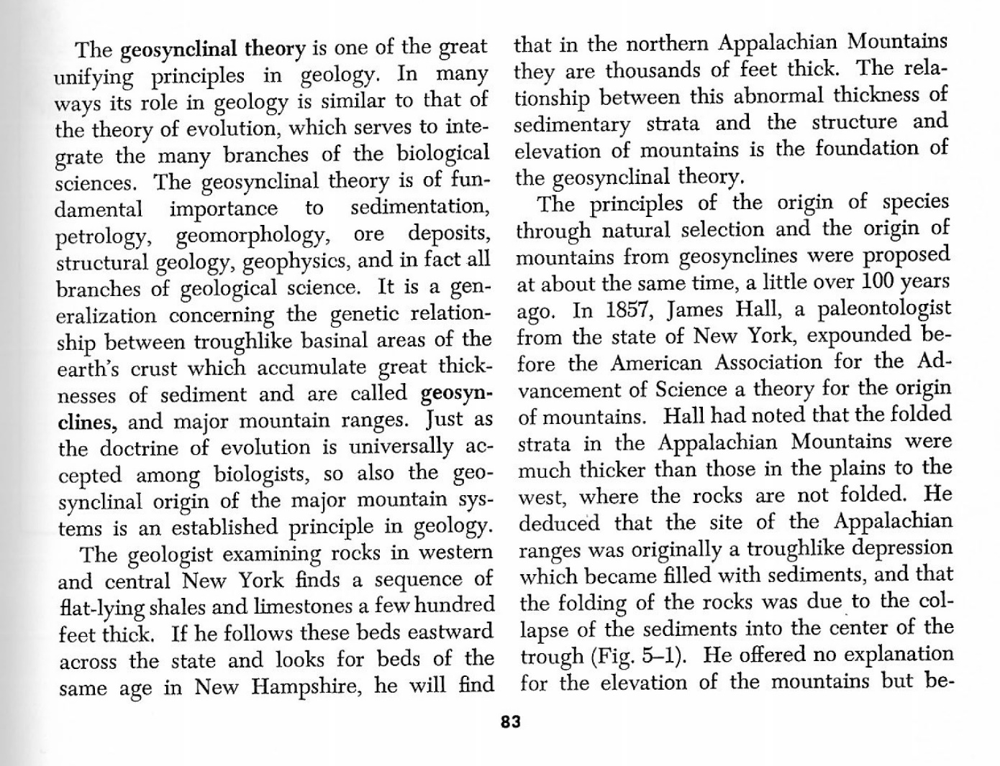 The geosynclinal theory is one of the great
unifying principles in geology. In many
ways its role in geology is similar to that of
the theory of evolution, which serves to inte-
grate the many branches of the biological
sciences. The geosynclinal theory is of fun-
damental importance to sedimentation,
petrology, geomorphology, ore deposits,
structural geology, geophysics, and in fact all
branches of geological science. It is a gen-
eralization concerning the genetic relation-
ship between troughlike basinal areas of the
earth's crust which accumulate great thick-
nesses of sediment and are called geosyn-
clines, and major mountain ranges. Just as
the doctrine of evolution is universally ac-
cepted among biologists, so also the geo-
synclinal origin of the major mountain sys-
tems is an established principle in geology.
The geologist examining rocks in western
and central New York finds a sequence of
flat-lying shales and limestones a few hundred
feet thick. If he follows these beds eastward
across the state and looks for beds of the
same age in New Hampshire, he will find
that in the northern Appalachian Mountains
they are thousands of feet thick. The rela-
tionship between this abnormal thickness of
sedimentary strata and the structure and
elevation of mountains is the foundation of
the geosynclinal theory.
The principles of the origin of species
through natural selection and the origin of
mountains from geosynclines were proposed
at about the same time, a little over 100 years
ago. In 1857, James Hall, a paleontologist
from the state of New York, expounded be-
fore the American Association for the Ad-
vancement of Science a theory for the origin
of mountains. Hall had noted that the folded
strata in the Appalachian Mountains were
much thicker than those in the plains to the
west, where the rocks are not folded. He
deduced that the site of the Appalachian
ranges was originally a troughlike depression
which became filled with sediments, and that
the folding of the rocks was due to the col-
lapse of the sediments into the center of the
trough (Fig. 5–1). He offered no explanation
for the elevation of the mountains but be-
83